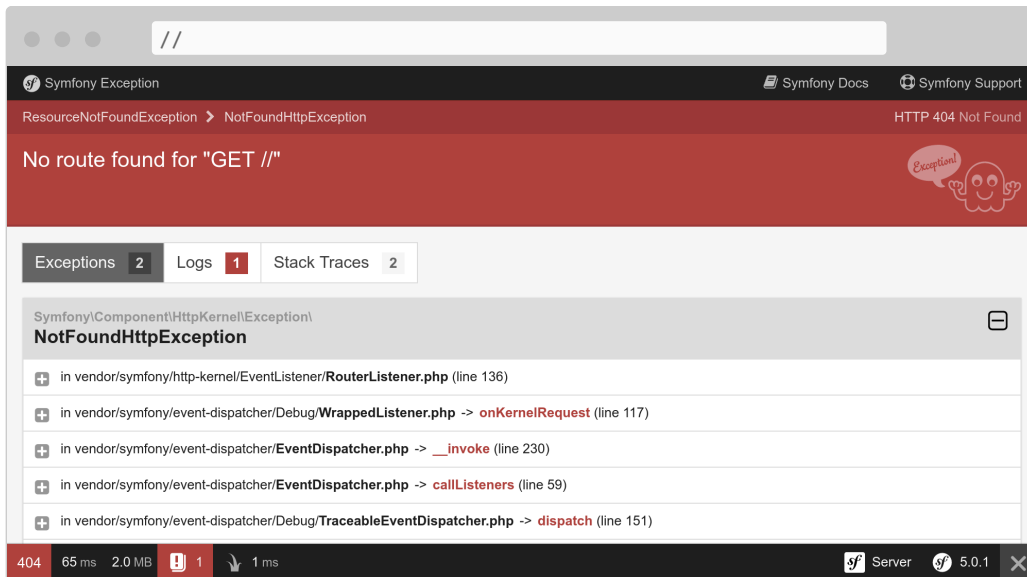 //
sf Symfony Exception
Symfony Docs
Symfony Support
ResourceNotFoundException
NotFoundHttpException
HTTP 404 Not Found
No route found for "GET //"
Exception!
Exceptions 2
Logs 1
Stack Traces 2
Symfony\Component\HttpKernel\Exception\
NotFoundHttpException
in vendor/symfony/http-kernel/EventListener/RouterListener.php (line 136)
in vendor/symfony/event-dispatcher/Debug/WrappedListener.php -> onKernelRequest (line 117)
in vendor/symfony/event-dispatcher/EventDispatcher.php -> __invoke (line 230)
in vendor/symfony/event-dispatcher/EventDispatcher.php -> callListeners (line 59)
in vendor/symfony/event-dispatcher/Debug/TraceableEventDispatcher.php -> dispatch (line 151)
404 65 ms 2.0 MB 1 1 ms
sf Server sf 5.0.1